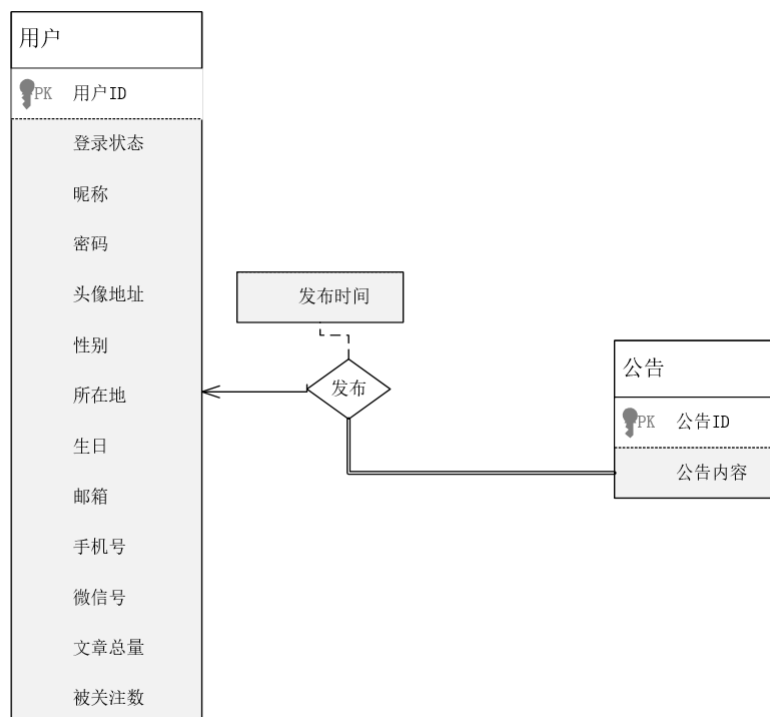 用户
PK 用户ID
登录状态
昵称
密码
头像地址
性别
所在地
生日
邮箱
手机号
微信号
文章总量
被关注数
发布时间
发布
公告
PK 公告ID
公告内容